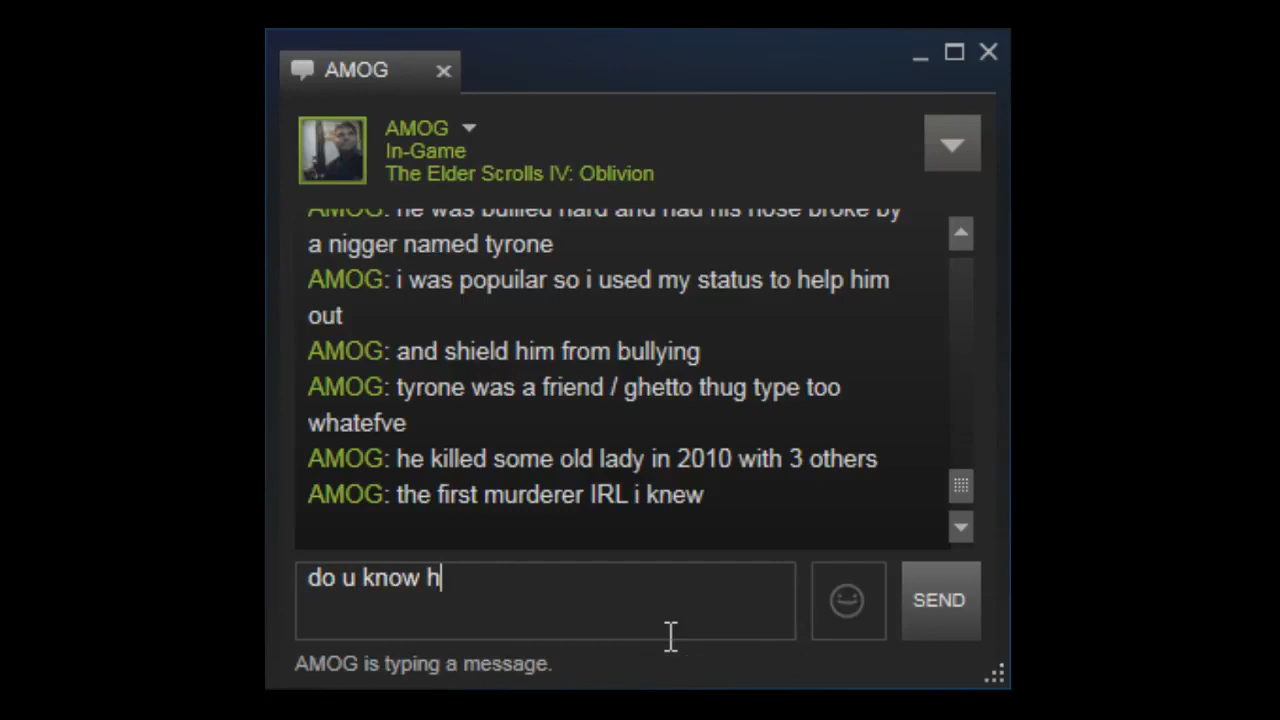 AMOG
AMOG
In-Game
The Elder Scrolls IV: Oblivion
AMOG: he was bullied hard and had his nose broke by
a nigger named tyrone
AMOG: i was popuilar so i used my status to help him
out
AMOG: and shield him from bullying
AMOG: tyrone was a friend / ghetto thug type too
whatefve
AMOG: he killed some old lady in 2010 with 3 others
AMOG: the first murderer IRL i knew
do u know h
SEND
AMOG is typing a message.